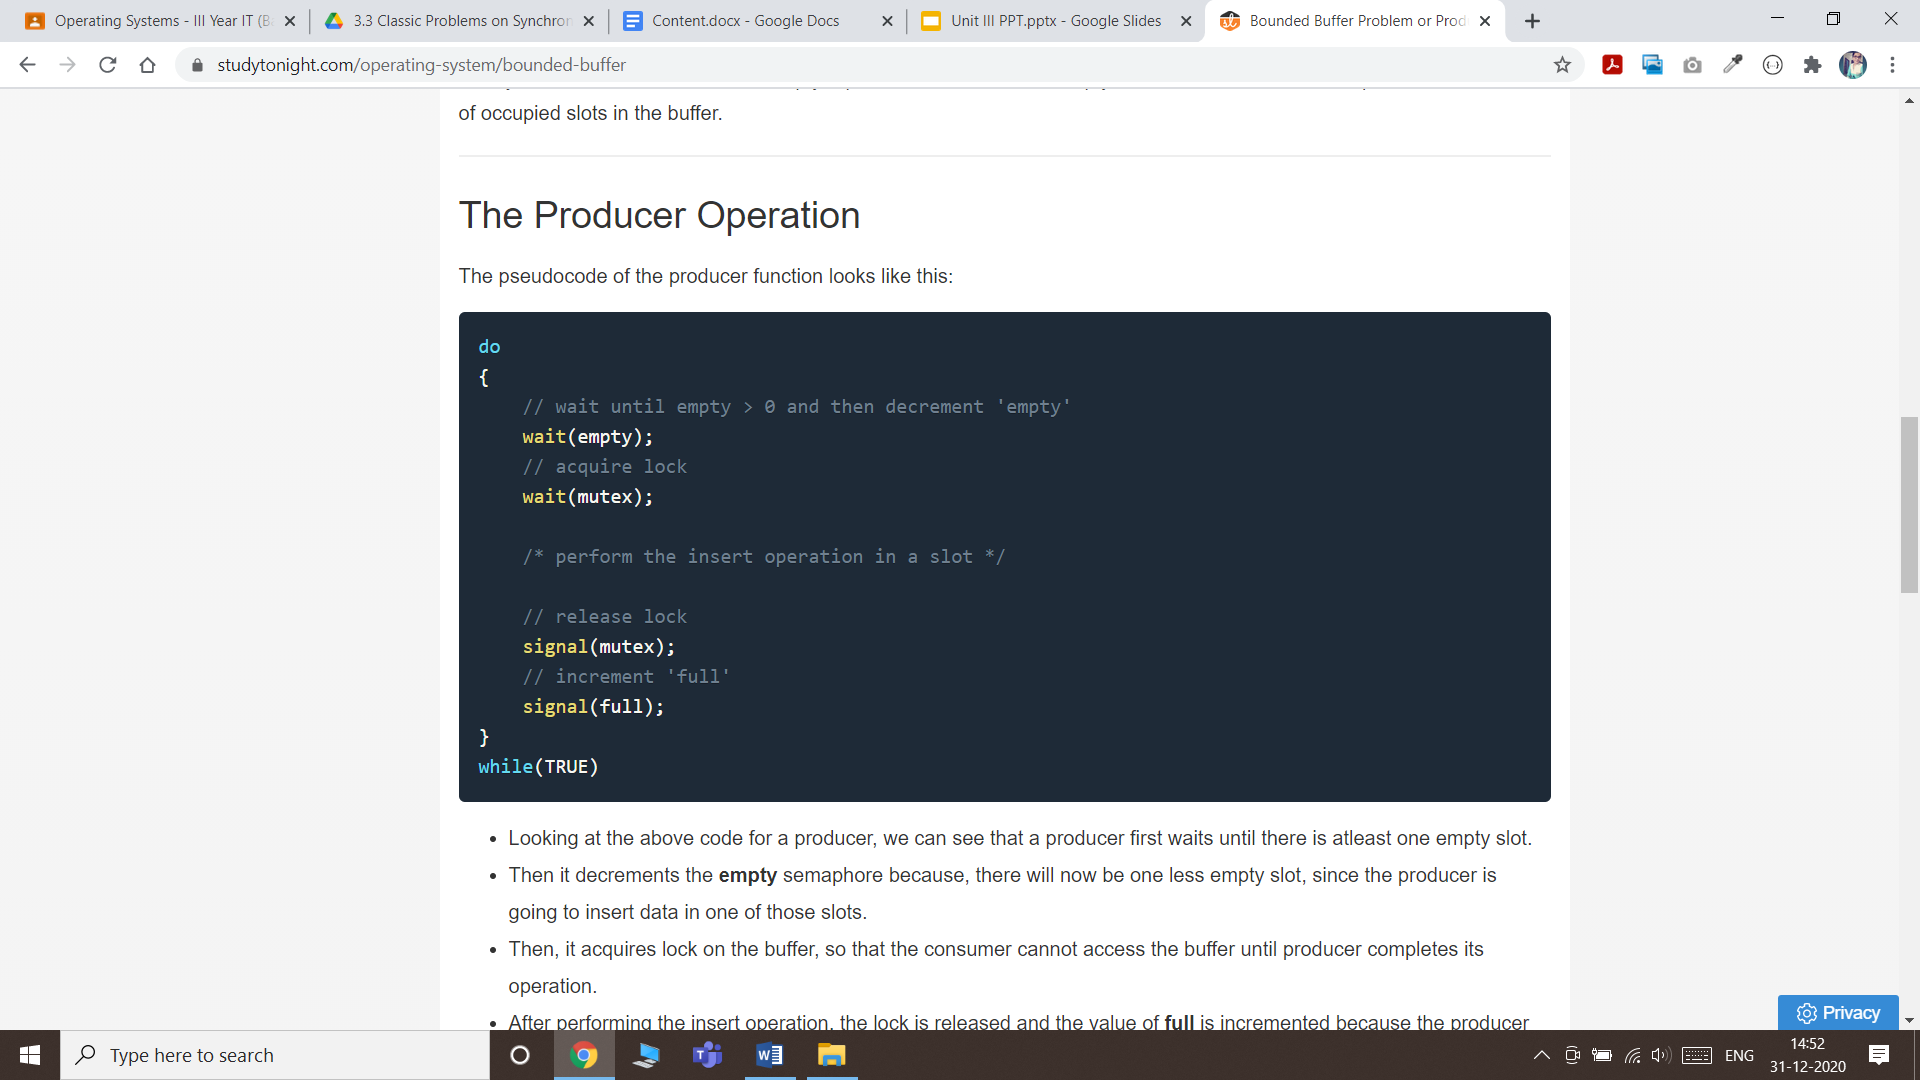 Operating Systems - III Year IT (B
3.3 Classic Problems on Synchron
Content.docx - Google Docs
Unit III PPT.pptx - Google Slides
Bounded Buffer Problem or Prod
studytonight.com/operating-system/bounded-buffer
of occupied slots in the buffer.
The Producer Operation
The pseudocode of the producer function looks like this:
do
{
// wait until empty > 0 and then decrement 'empty'
wait(empty);
// acquire lock
wait(mutex);
/* perform the insert operation in a slot */
// release lock
signal(mutex);
// increment 'full'
signal(full);
}
while(TRUE)
• Looking at the above code for a producer, we can see that a producer first waits until there is atleast one empty slot.
• Then it decrements the empty semaphore because, there will now be one less empty slot, since the producer is
going to insert data in one of those slots.
• Then, it acquires lock on the buffer, so that the consumer cannot access the buffer until producer completes its
operation.
• After performing the insert operation, the lock is released and the value of full is incremented because the producer
Privacy
Type here to search
ENG
14:52
31-12-2020